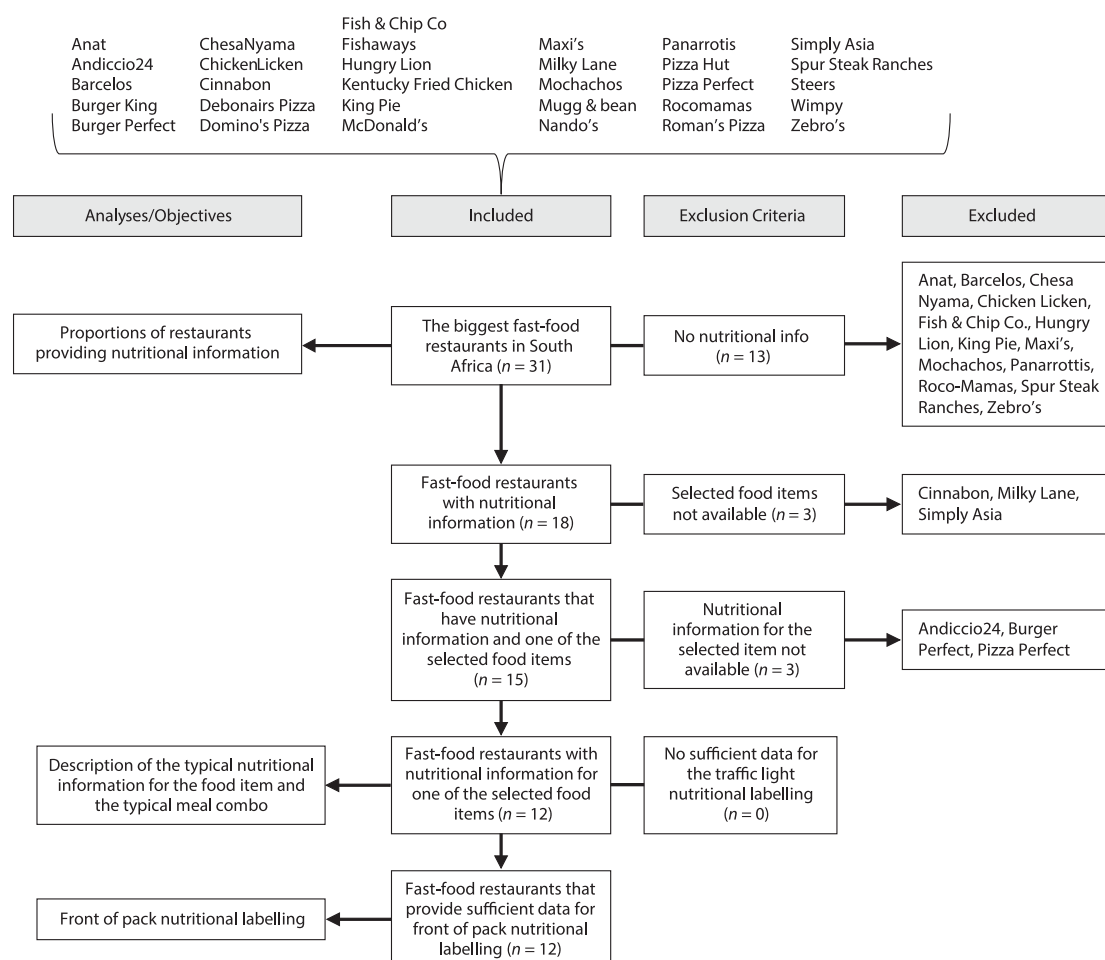 Anat
Andiccio24
Barcelos
Burger King
Burger Perfect
ChesaNyama
ChickenLicken
Cinnabon
Debonairs Pizza
Domino's Pizza
Fish & Chip Co
Fishaways
Hungry Lion
Kentucky Fried Chicken
King Pie
McDonald's
Maxi's
Milky Lane
Mochachos
Mugg & bean
Nando's
Panarrotis
Pizza Hut
Pizza Perfect
Rocomamas
Roman's Pizza
Simply Asia
Spur Steak Ranches
Steers
Wimpy
Zebro's
Analyses/Objectives
Included
Exclusion Criteria
Excluded
Proportions of restaurants
providing nutritional information
The biggest fast-food
restaurants in South
Africa (n = 31)
No nutritional info
(n = 13)
Anat, Barcelos, Chesa
Nyama, Chicken Licken,
Fish & Chip Co., Hungry
Lion, King Pie, Maxi's,
Mochachos, Panarrottis,
Roco-Mamas, Spur Steak
Ranches, Zebro's
Fast-food restaurants
with nutritional
information (n = 18)
Selected food items
not available (n = 3)
Cinnabon, Milky Lane,
Simply Asia
Fast-food restaurants that
have nutritional
information and one of the
selected food items
(n = 15)
Nutritional
information for the
selected item not
available (n = 3)
Andiccio24, Burger
Perfect, Pizza Perfect
Description of the typical nutritional
information for the food item and
the typical meal combo
Fast-food restaurants with
nutritional information for
one of the selected food
items (n = 12)
No sufficient data for
the traffic light
nutritional labelling
(n = 0)
Front of pack nutritional labelling
Fast-food restaurants that
provide sufficient data for
front of pack nutritional
labelling (n = 12)